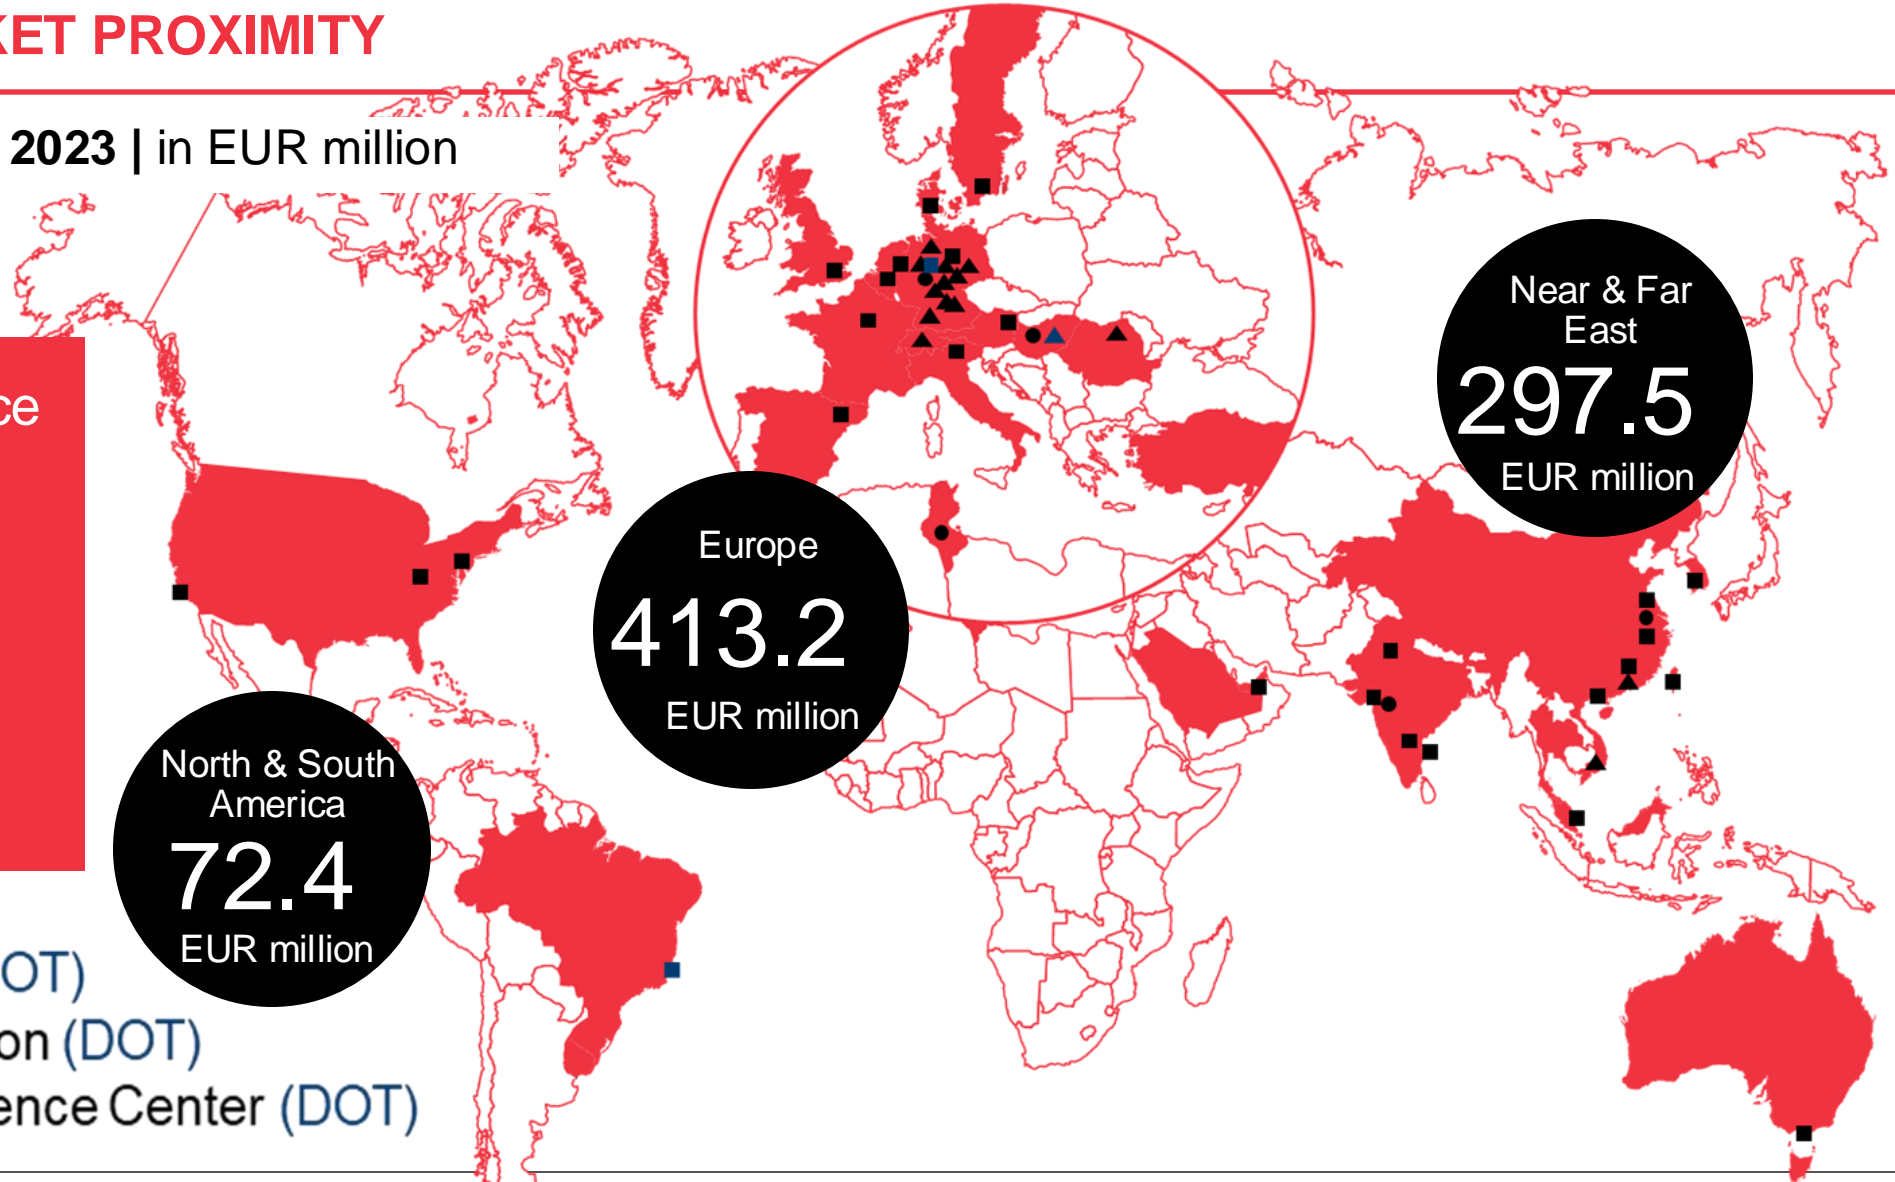 KET PROXIMITY
2023 | in EUR million
Near & Far
East
297.5
EUR million
ce
Europe
413.2
EUR million
North & South
America
72.4
EUR million
OT)
on (DOT)
ence Center (DOT)